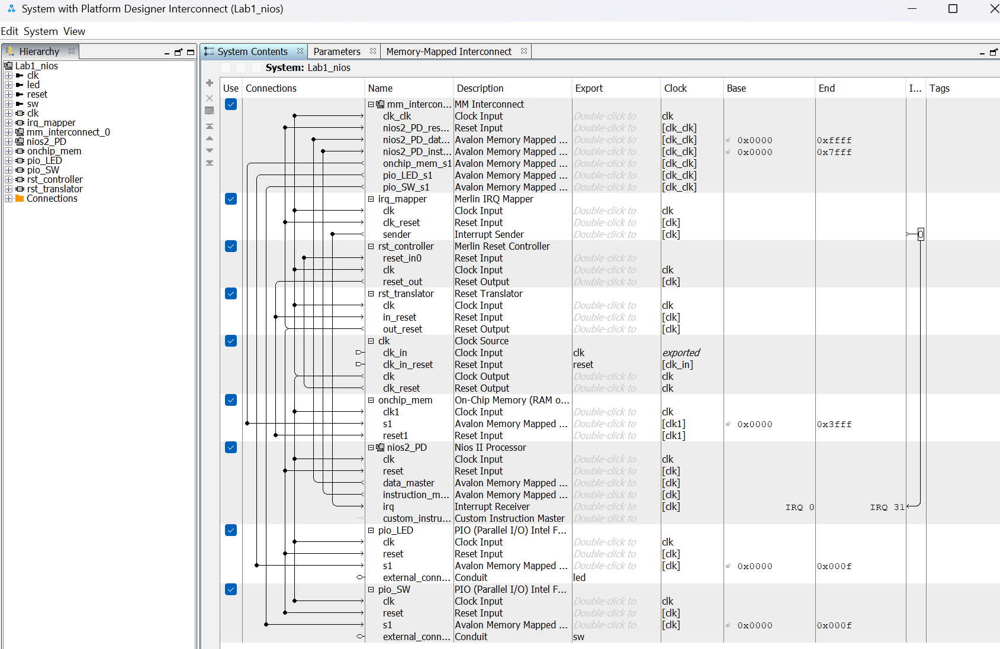 System with Platform Designer Interconnect (Lab1_nios)
Edit System View
Hierarchy
Lab1_nios
clk
led
reset
sw
clk
irq_mapper
mm_interconnect_0
nios2_PD
onchip_mem
pio_LED
pio_SW
rst_controller
rst_translator
Connections
System Contents Parameters Memory-Mapped Interconnect
System: Lab1_nios
Use Connections Name Description Export Clock Base End I... Tags
mm_intercon... MM Interconnect
clk_clk Clock Input Double-click to clk
nios2_PD_res... Reset Input Double-click to [clk_clk]
nios2_PD_dat... Avalon Memory Mapped ... Double-click to [clk_clk] 0x0000 0xffff
nios2_PD_inst... Avalon Memory Mapped ... Double-click to [clk_clk] 0x0000 0x7fff
onchip_mem_s1 Avalon Memory Mapped ... Double-click to [clk_clk]
pio_LED_s1 Avalon Memory Mapped ... Double-click to [clk_clk]
pio_SW_s1 Avalon Memory Mapped ... Double-click to [clk_clk]
irq_mapper Merlin IRQ Mapper
clk Clock Input Double-click to clk
clk_reset Reset Input Double-click to [clk]
sender Interrupt Sender Double-click to [clk] 0
rst_controller Merlin Reset Controller
reset_in0 Reset Input Double-click to
clk Clock Input Double-click to clk
reset_out Reset Output Double-click to [clk]
rst_translator Reset Translator
clk Clock Input Double-click to clk
in_reset Reset Input Double-click to [clk]
out_reset Reset Output Double-click to [clk]
clk Clock Source
clk_in Clock Input clk exported
clk_in_reset Reset Input reset [clk_in]
clk Clock Output Double-click to clk
clk_reset Reset Output Double-click to clk
onchip_mem On-Chip Memory (RAM o...
clk1 Clock Input Double-click to clk
s1 Avalon Memory Mapped ... Double-click to [clk1] 0x0000 0x3fff
reset1 Reset Input Double-click to [clk1]
nios2_PD Nios II Processor
clk Clock Input Double-click to clk
reset Reset Input Double-click to [clk]
data_master Avalon Memory Mapped ... Double-click to [clk]
instruction_m... Avalon Memory Mapped ... Double-click to [clk]
irq Interrupt Receiver Double-click to [clk] IRQ 0 IRQ 31
custom_instru... Custom Instruction Master Double-click to
pio_LED PIO (Parallel I/O) Intel F...
clk Clock Input Double-click to clk
reset Reset Input Double-click to [clk]
s1 Avalon Memory Mapped ... Double-click to [clk] 0x0000 0x000f
external_conn... Conduit led
pio_SW PIO (Parallel I/O) Intel F...
clk Clock Input Double-click to clk
reset Reset Input Double-click to [clk]
s1 Avalon Memory Mapped ... Double-click to [clk] 0x0000 0x000f
external_conn... Conduit sw